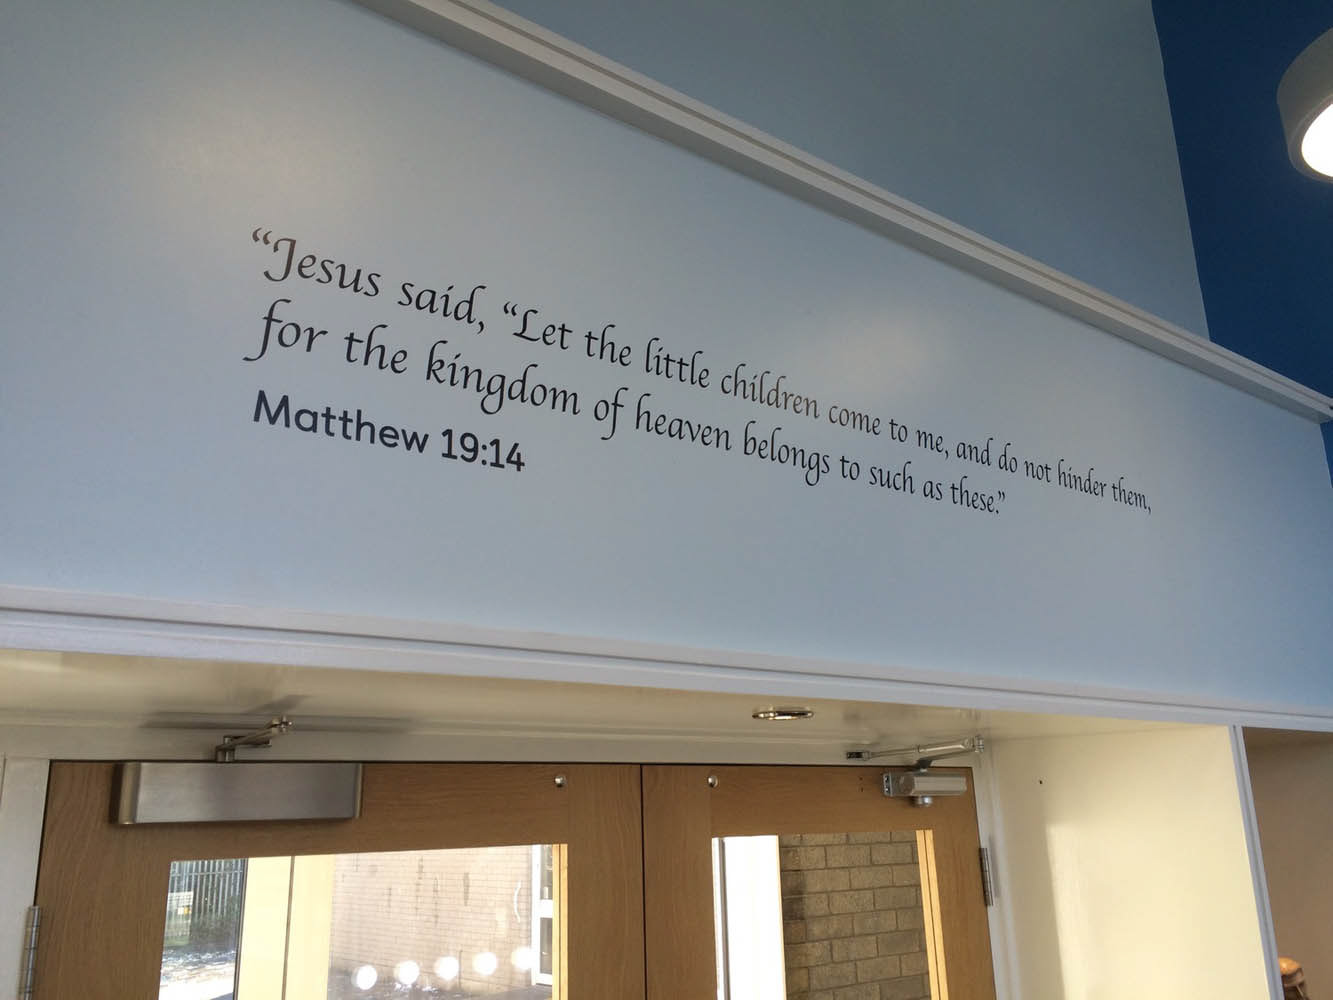 “Jesus said, “Let the little children come to me, and do not hinder them,
for the kingdom of heaven belongs to such as these.”
Matthew 19:14